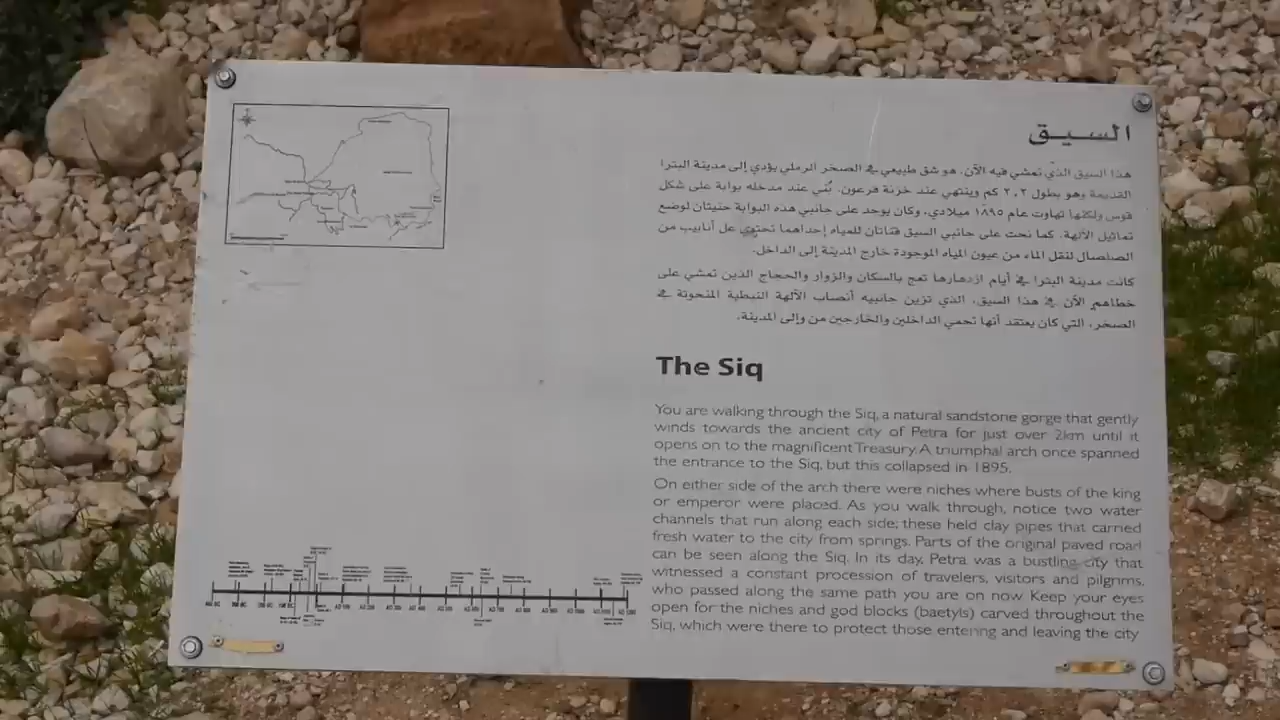 السيق
هذا السيق الذي تمشي فيه الآن. هو شق طبيعي في الصخر الرملي يؤدي إلى مدينة البترا
القديمة وهو بطول ٢.٢ كم وينتهي عند خزنة فرعون. بُني عند مدخله بوابة على شكل
قوس ولكنها تهاوت عام ١٨٩٥ ميلادي، وكان يوجد على جانبي هذه البوابة حنيتان لوضع
تماثيل الآلهة. كما نحت على جانبي السيق قناتان للمياه إحداهما تحتوي عل أنابيب من
الصلصال لنقل الماء من عيون المياه الموجودة خارج المدينة إلى الداخل.
كانت مدينة البترا في أيام ازدهارها تعج بالسكان والزوار والحجاج الذين تمشي على
خطاهم الآن في هذا السيق، الذي تزين جانبيه أنصاب الآلهة النبطية المنحوتة في
الصخر، التي كان يعتقد أنها تحمي الداخلين والخارجين من وإلى المدينة.
The Siq
You are walking through the Siq, a natural sandstone gorge that gently
winds towards the ancient city of Petra for just over 2km until it
opens on to the magnificent Treasury. A triumphal arch once spanned
the entrance to the Siq, but this collapsed in 1895.
On either side of the arch there were niches where busts of the king
or emperor were placed. As you walk through, notice two water
channels that run along each side; these held clay pipes that carried
fresh water to the city from springs. Parts of the original paved road
can be seen along the Siq. In its day, Petra was a bustling city that
witnessed a constant procession of travelers, visitors and pilgrims,
who passed along the same path you are on now Keep your eyes
open for the niches and god blocks (baetyls) carved throughout the
Siq, which were there to protect those entering and leaving the city